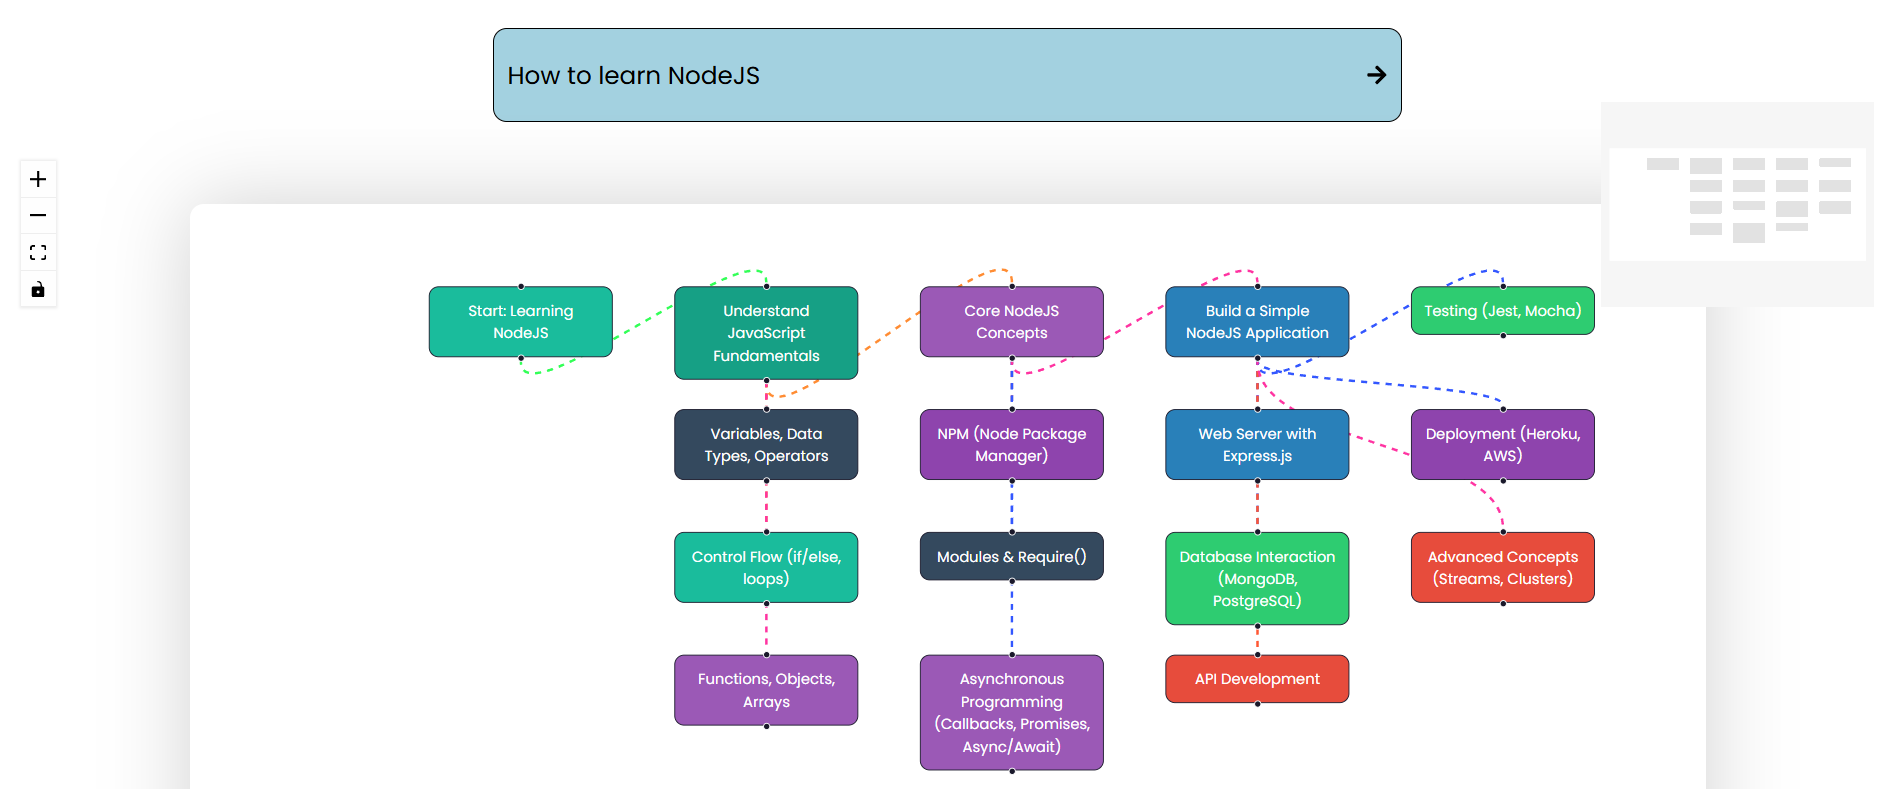 How to learn NodeJS
Start: Learning
NodeJS
Understand
JavaScript
Fundamentals
Core NodeJS
Concepts
Build a Simple
NodeJS Application
Testing (Jest, Mocha)
Variables, Data
Types, Operators
NPM (Node Package
Manager)
Web Server with
Express.js
Deployment (Heroku,
AWS)
Control Flow (if/else,
loops)
Modules & Require()
Database Interaction
(MongoDB,
PostgreSQL)
Advanced Concepts
(Streams, Clusters)
Functions, Objects,
Arrays
Asynchronous
Programming
(Callbacks, Promises,
Async/Await)
API Development